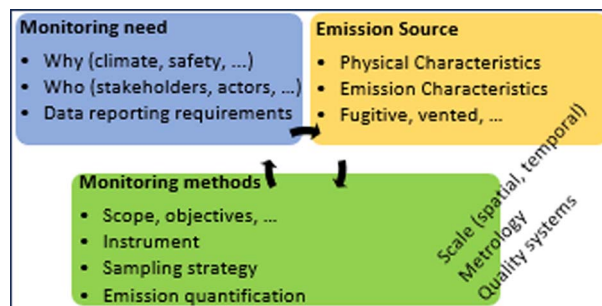 Monitoring need
• Why (climate, safety, ...)
• Who (stakeholders, actors, ...)
• Data reporting requirements
Emission Source
• Physical Characteristics
• Emission Characteristics
• Fugitive, vented, ...
Monitoring methods
• Scope, objectives, ...
• Instrument
• Sampling strategy
• Emission quantification
Scale (spatial, temporal)
Metrology
Quality systems